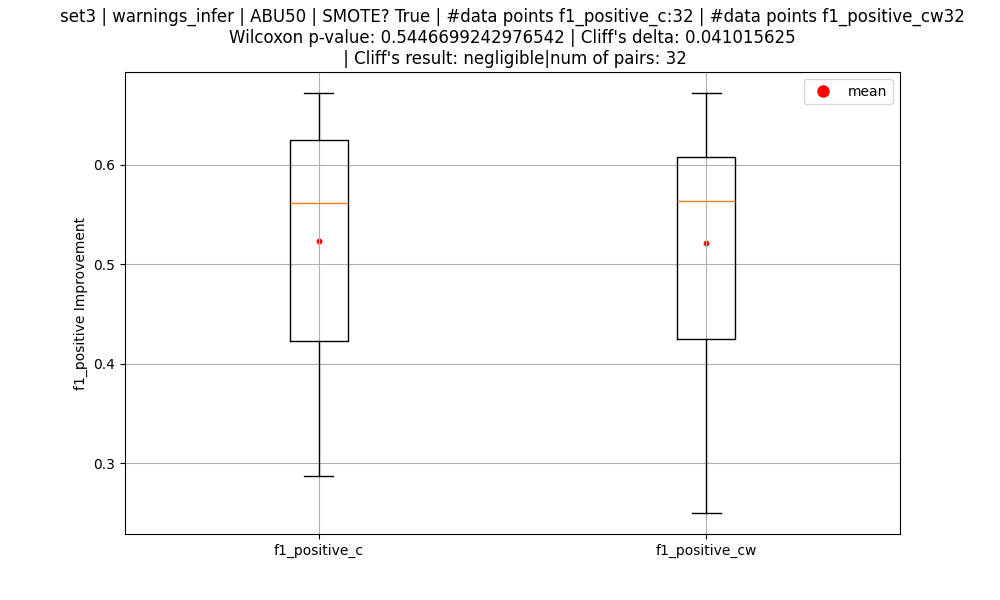 set3 | warnings_infer | ABU50 | SMOTE? True | #data points f1_positive_c:32 | #data points f1_positive_cw32
Wilcoxon p-value: 0.5446699242976542 | Cliff's delta: 0.041015625
| Cliff's result: negligible|num of pairs: 32
mean
0.6
0.5
0.4
0.3
f1_positive Improvement
f1_positive_c
f1_positive_cw